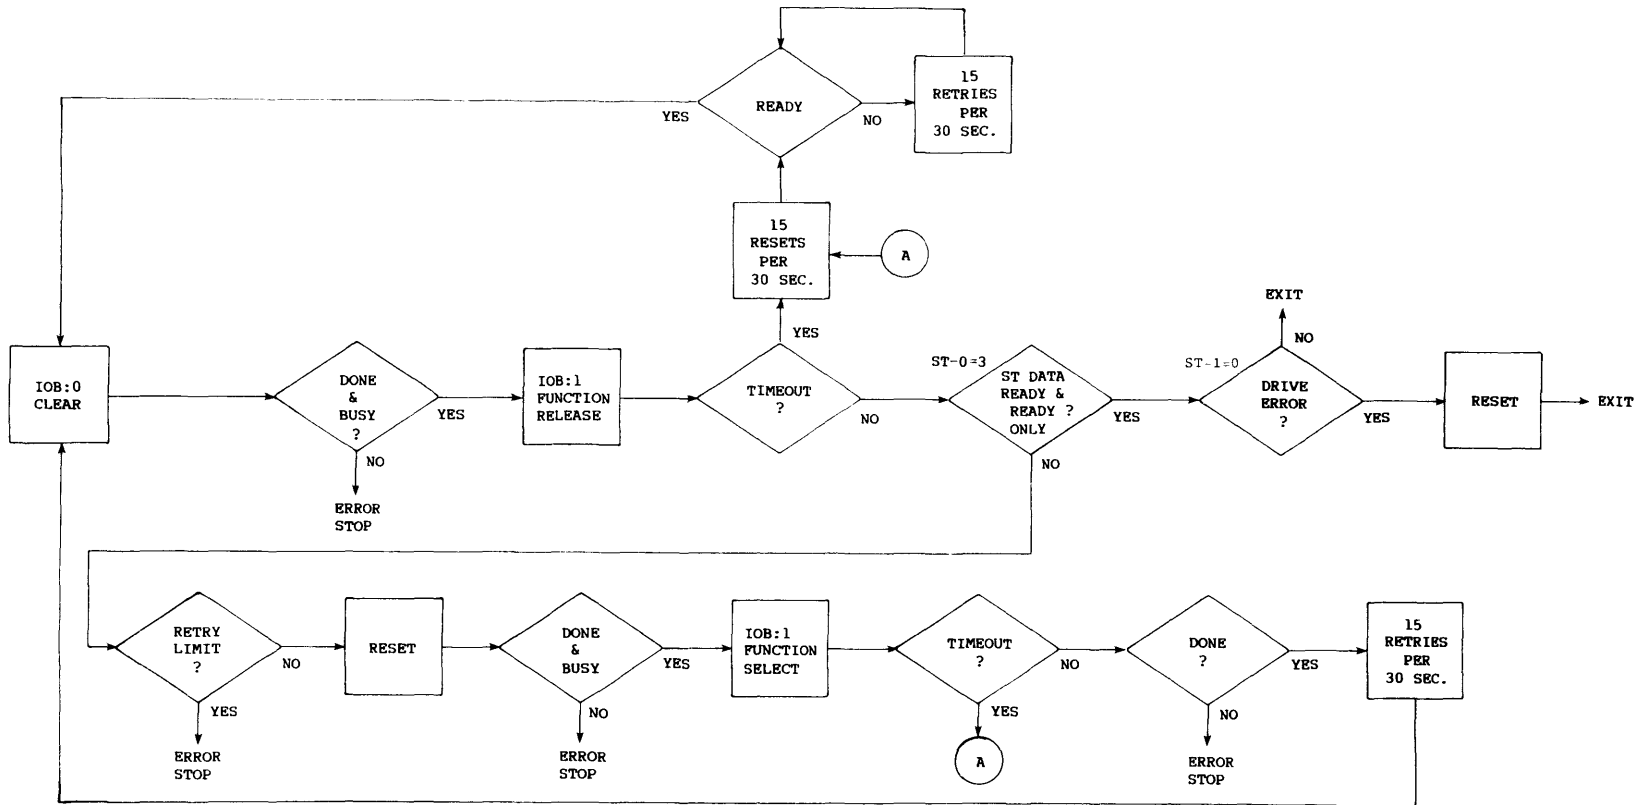 READY
YES
NO
15
RETRIES
PER
30 SEC.
15
RESETS
PER
30 SEC.
A
YES
IOB:0
CLEAR
DONE
&
BUSY
?
YES
NO
ERROR
STOP
IOB:1
FUNCTION
RELEASE
TIMEOUT
?
NO
ST-0=3
ST DATA
READY &
READY ?
ONLY
YES
NO
ST-1=0
DRIVE
ERROR
?
NO
EXIT
YES
RESET
EXIT
RETRY
LIMIT
?
NO
YES
ERROR
STOP
RESET
DONE
&
BUSY
YES
NO
ERROR
STOP
IOB:1
FUNCTION
SELECT
TIMEOUT
?
NO
YES
A
DONE
?
YES
NO
ERROR
STOP
15
RETRIES
PER
30 SEC.